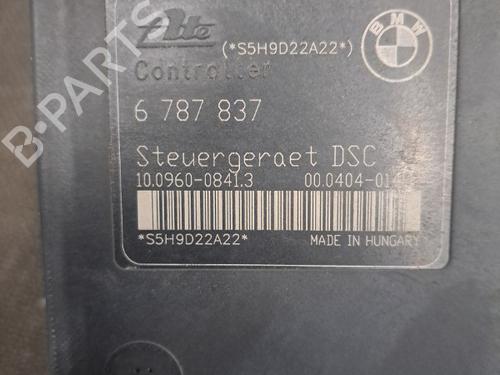 Ate
(*S5H9D22A22*)
BMW
Controller
6 787 837
Steuergeraet DSC
10.0960-0841.3
*S5H9D22A22*
MADE IN HUNGARY
B-PARTS